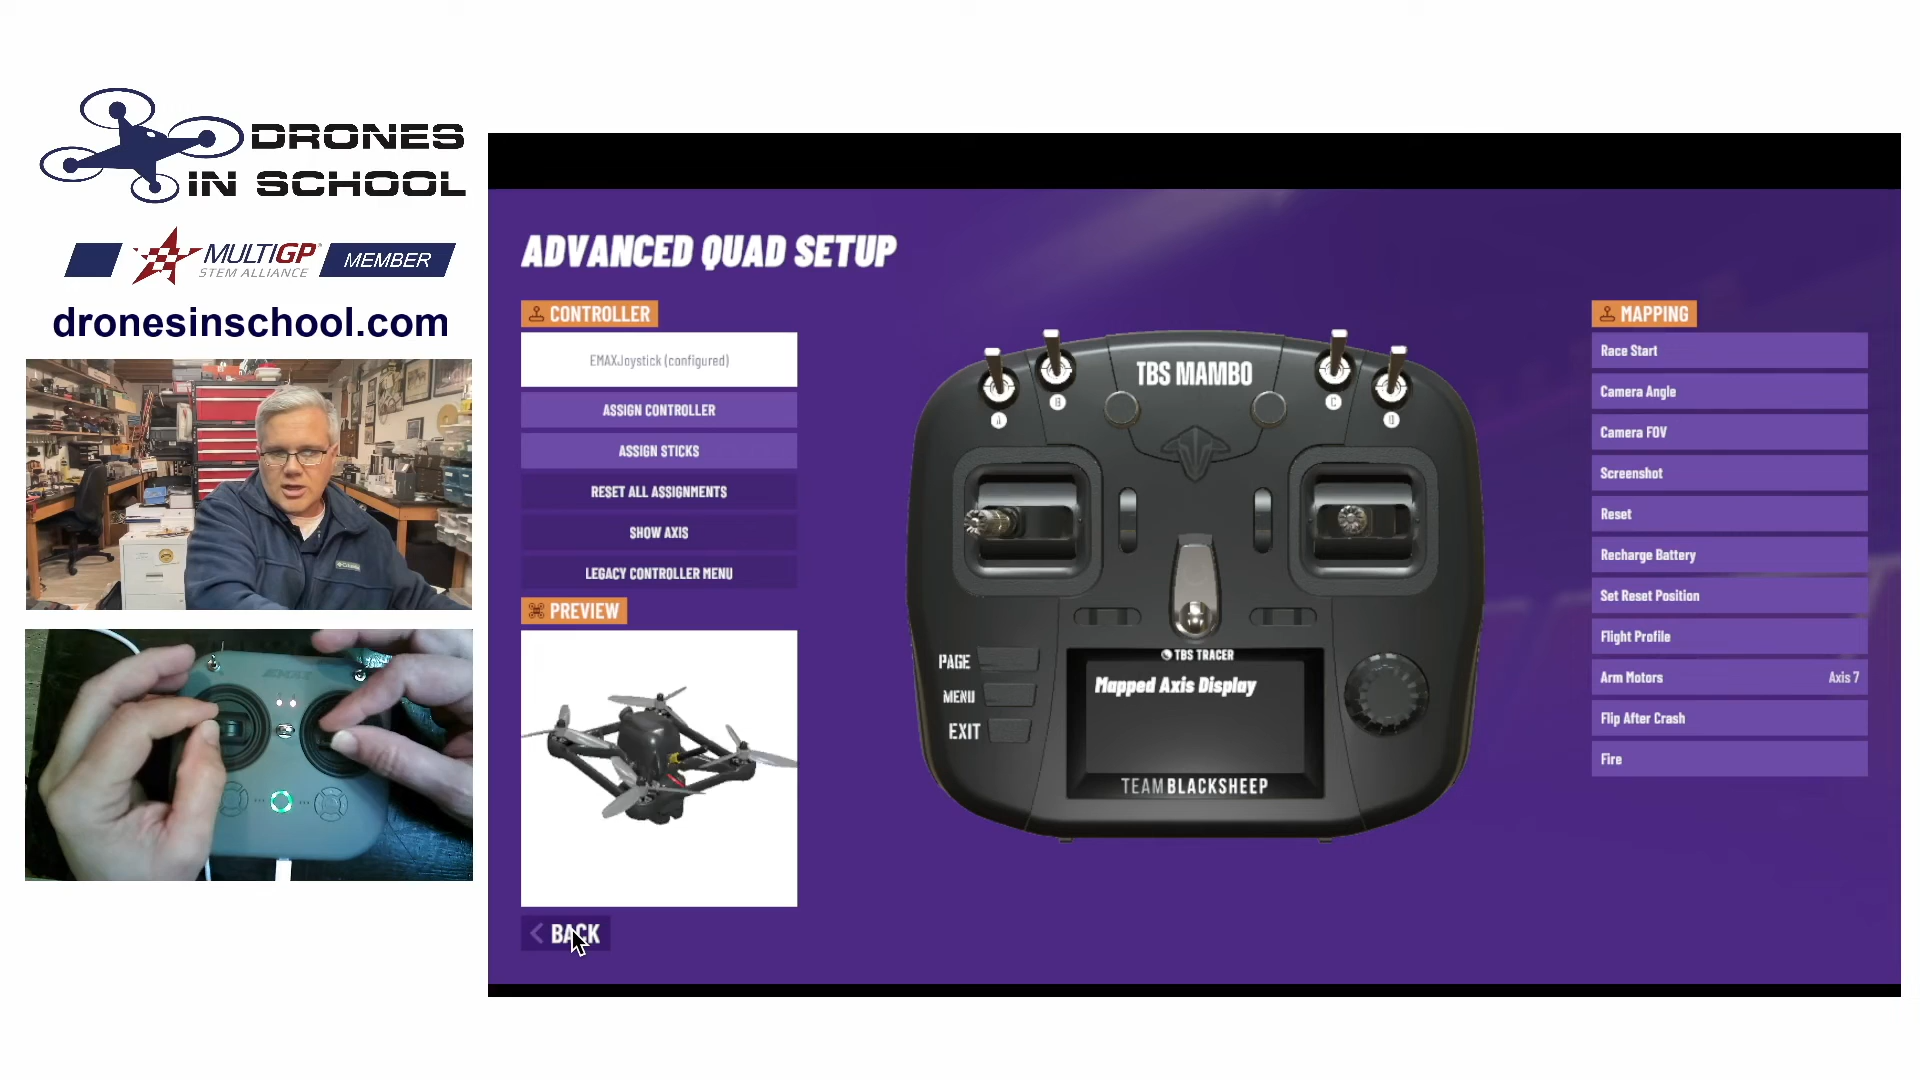 DRONES
IN SCHOOL
MULTIGP
STEM ALLIANCE
MEMBER
dronesinschool.com
EMAX
ADVANCED QUAD SETUP
CONTROLLER
EMAXJoystick (configured)
ASSIGN CONTROLLER
ASSIGN STICKS
RESET ALL ASSIGNMENTS
SHOW AXIS
LEGACY CONTROLLER MENU
PREVIEW
BACK
TBS MAMBO
A
B
C
D
TBS TRACER
PAGE
MENU
EXIT
Mapped Axis Display
TEAMBLACKSHEEP
MAPPING
Race Start
Camera Angle
Camera FOV
Screenshot
Reset
Recharge Battery
Set Reset Position
Flight Profile
Arm Motors Axis 7
Flip After Crash
Fire